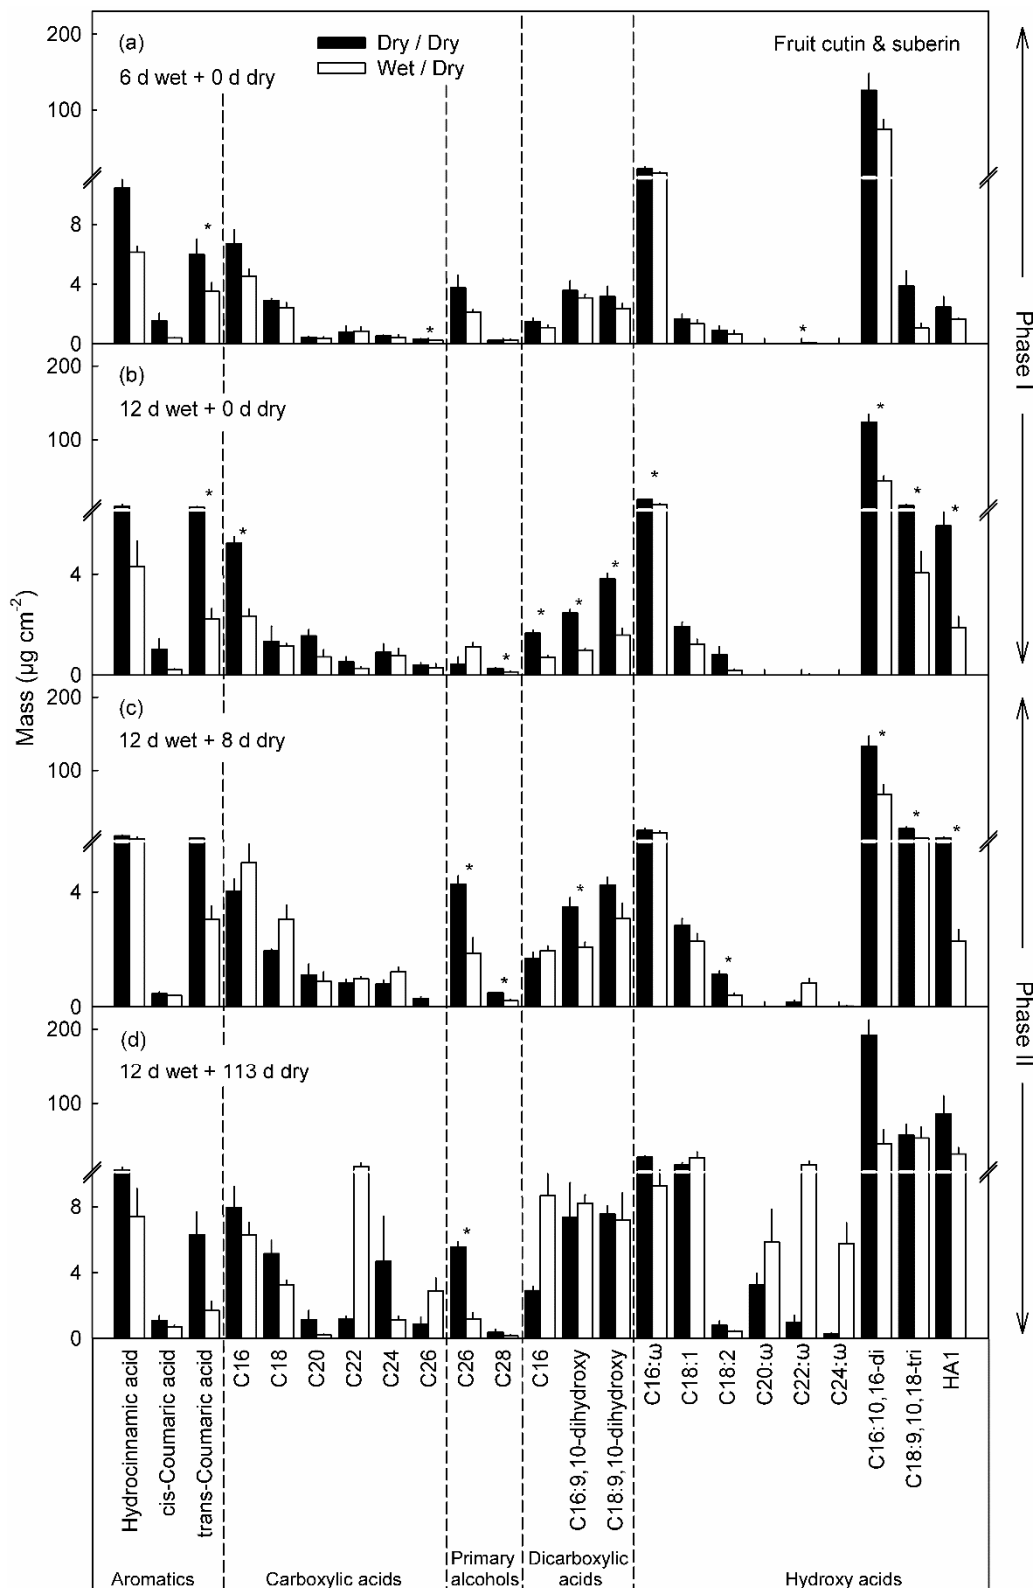 (a)
Dry / Dry
Wet / Dry
Fruit cutin & suberin
6 d wet + 0 d dry
200
100
8
4
0
*
*
*
Phase I
(b)
12 d wet + 0 d dry
200
100
4
0
*
*
*
*
*
*
*
*
*
*
Mass (µg cm⁻²)
(c)
12 d wet + 8 d dry
200
100
4
0
*
*
*
*
*
*
*
Phase II
(d)
12 d wet + 113 d dry
200
100
8
4
0
*
Hydrocinnamic acid
cis-Coumaric acid
trans-Coumaric acid
C16
C18
C20
C22
C24
C26
C26
C28
C16
C16:9,10-dihydroxy
C18:9,10-dihydroxy
C16:ω
C18:1
C18:2
C20:ω
C22:ω
C24:ω
C16:10,16-di
C18:9,10,18-tri
HA1
Aromatics
Carboxylic acids
Primary
alcohols
Dicarboxylic
acids
Hydroxy acids